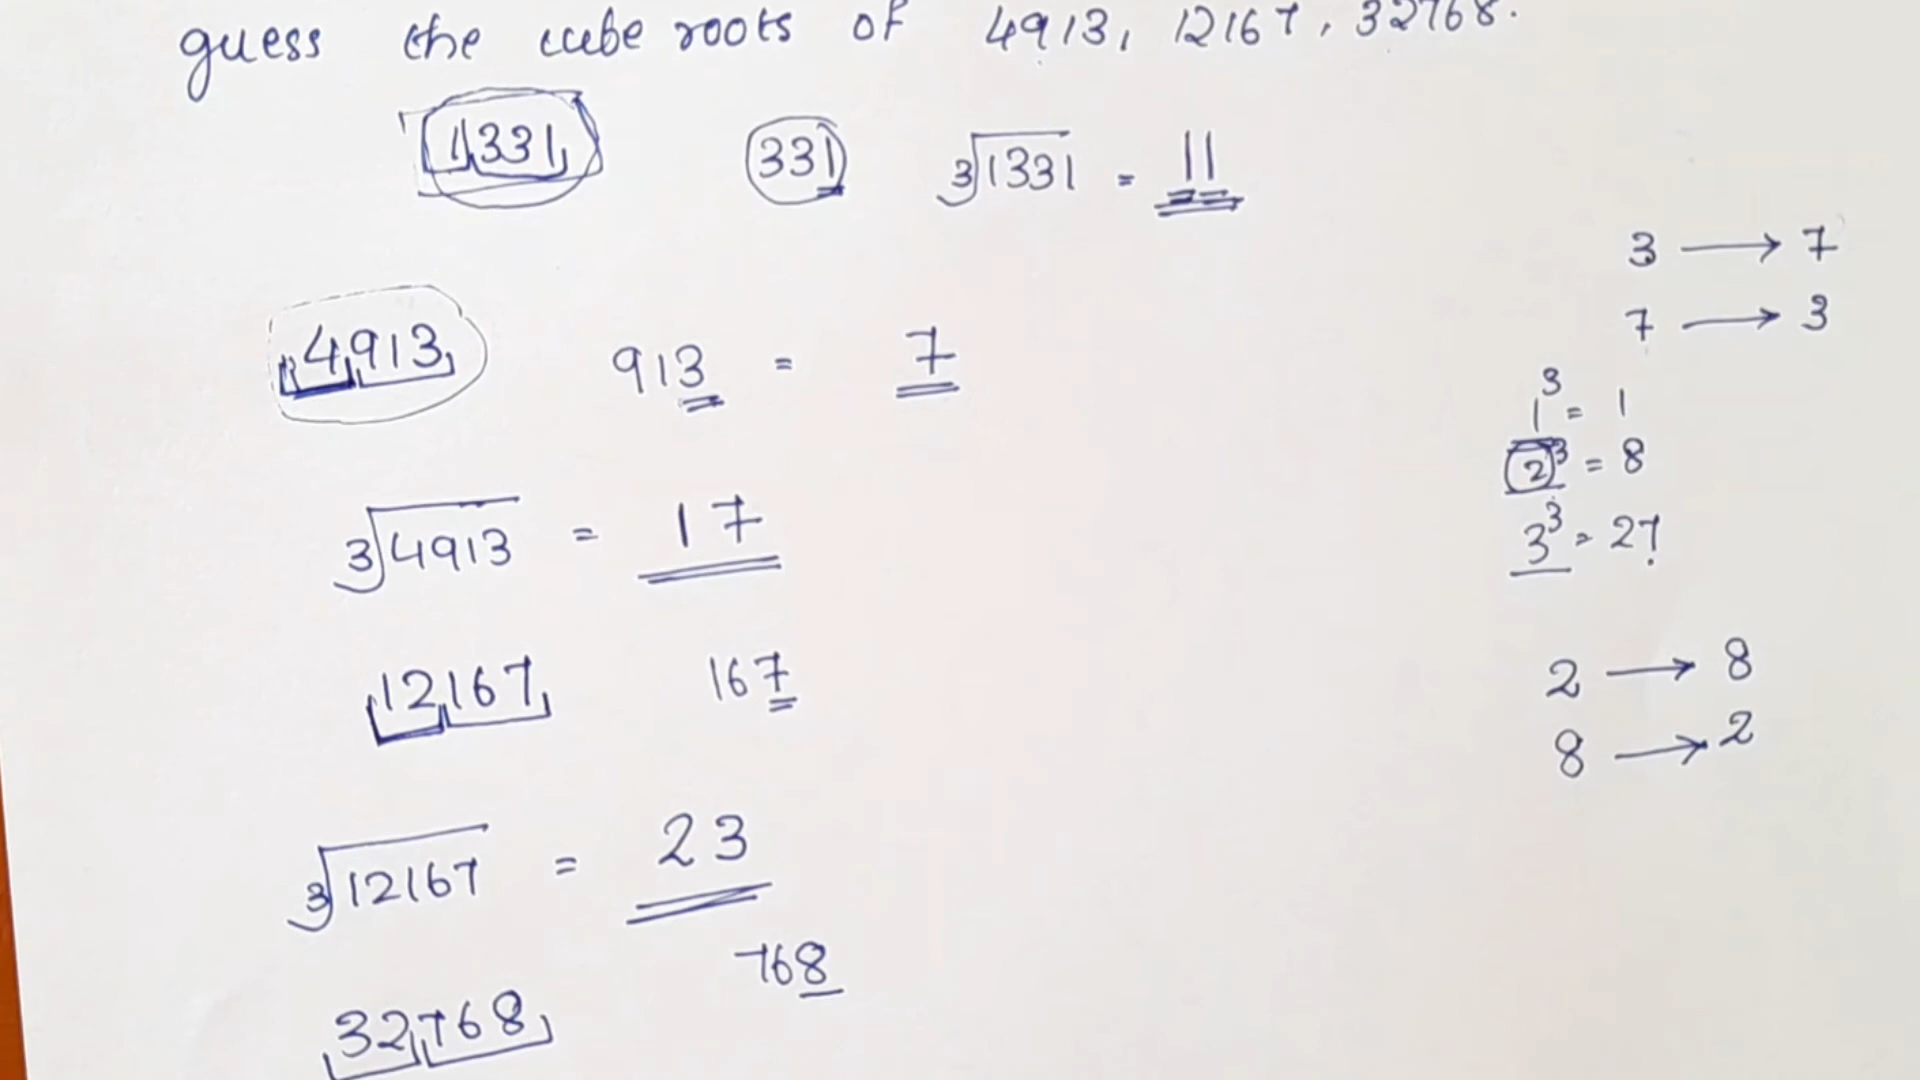 guess the cube roots of 4913, 12167, 32768.
1331 331 ∛1331 = 11
3 → 7
7 → 3
4913 913 = 7
1³ = 1
2³ = 8
3³ = 27
∛4913 = 17
12167 167
2 → 8
8 → 2
∛12167 = 23
768
32768